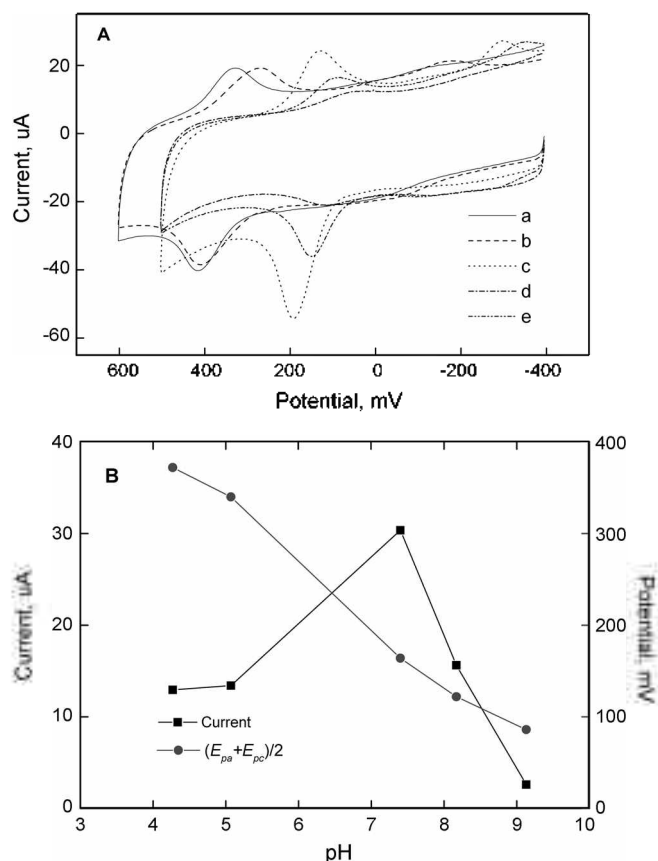 A
20
0
-20
-40
-60
Current, uA
a
b
c
d
e
600 400 200 0 -200 -400
Potential, mV
B
40
30
20
10
0
Current, uA
400
300
200
100
0
Potential, mV
Current
(Epa+Epc)/2
3 4 5 6 7 8 9 10
pH